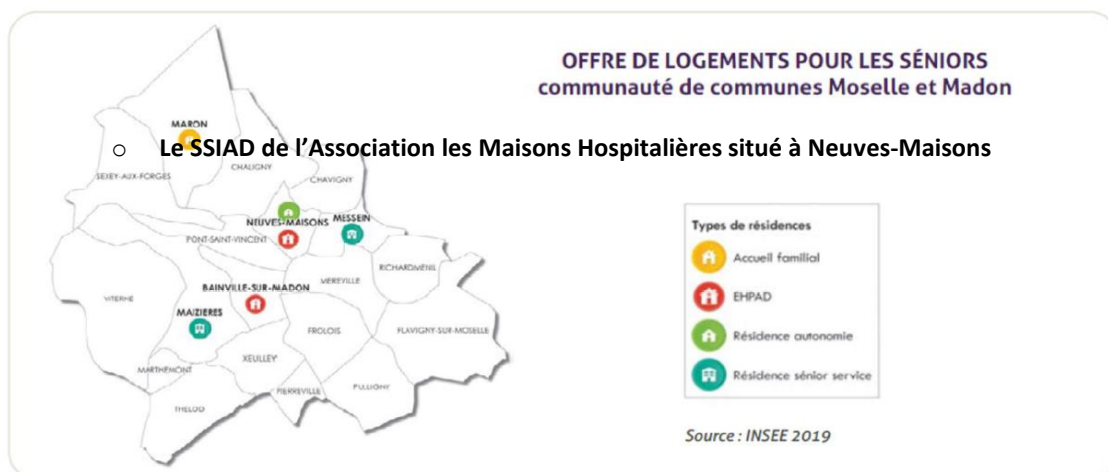 OFFRE DE LOGEMENTS POUR LES SÉNIORS
communauté de communes Moselle et Madon
MARON
o Le SSIAD de l'Association les Maisons Hospitalières situé à Neuves-Maisons
SEXEY-AUX-FORGES
CHALIGNY
CHAVIGNY
NEUVES-MAISONS
MESSEIN
PONT-SAINT-VINCENT
RICHARDMENIL
MEREVILLE
BAINVILLE-SUR-MADON
VITERNE
MAIZIERES
FROLOIS
FLAVIGNY-SUR-MOSELLE
XEULLEY
MARTHEMONT
PIERREVILLE
PULLIGNY
THELOD
Types de résidences
Accueil familial
EHPAD
Résidence autonomie
Résidence sénior service
Source : INSEE 2019